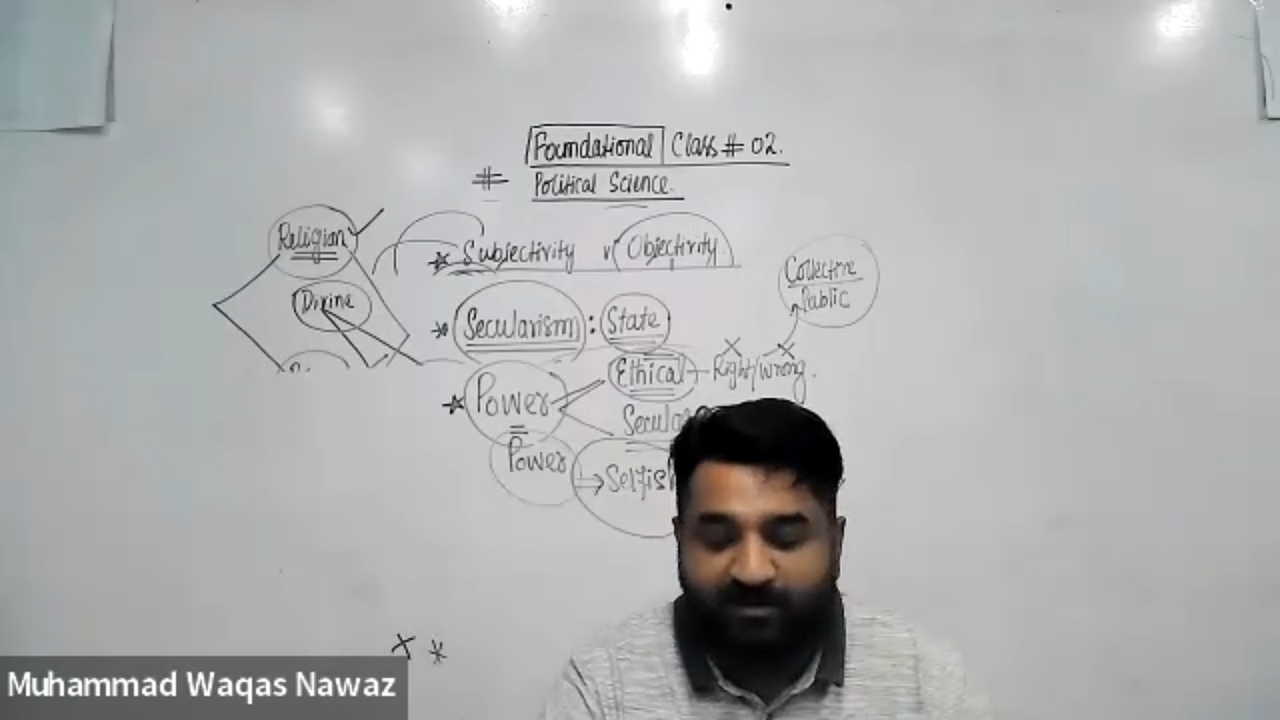 Foundational Class # 02.
# Political Science.
Religion
Subjectivity v Objectivity
Collective
Public
Divine
Secularism : State
Ethical Right/Wrong.
Power
Secular
Power
Selfish
Muhammad Waqas Nawaz